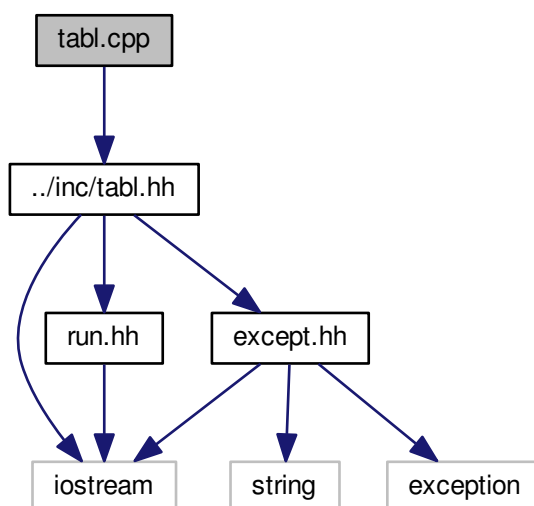 tabl.cpp
../inc/tabl.hh
run.hh
except.hh
iostream
string
exception